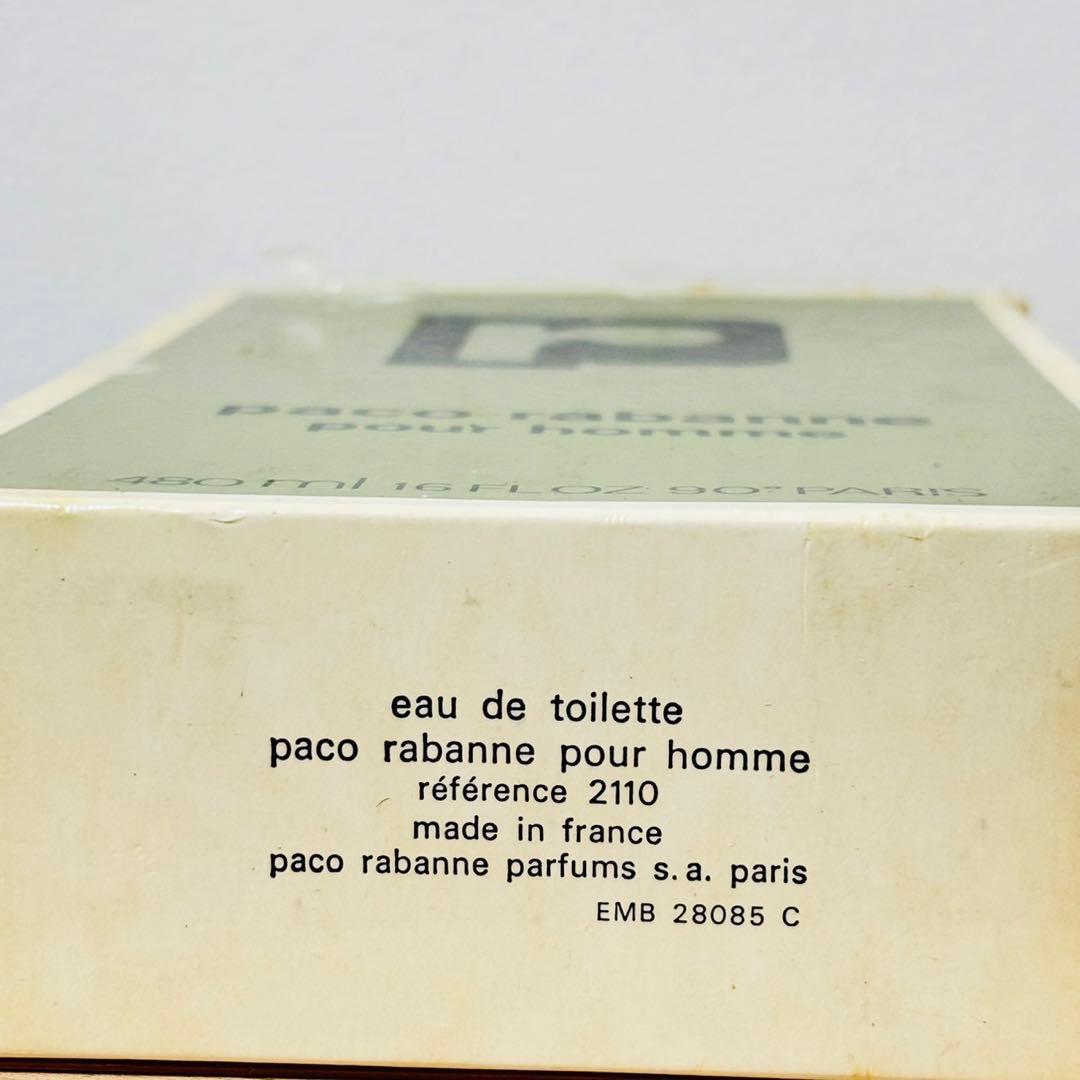 paco rabanne
pour homme
480 ml 16 FL OZ 90° PARIS
eau de toilette
paco rabanne pour homme
référence 2110
made in france
paco rabanne parfums s.a. paris
EMB 28085 C